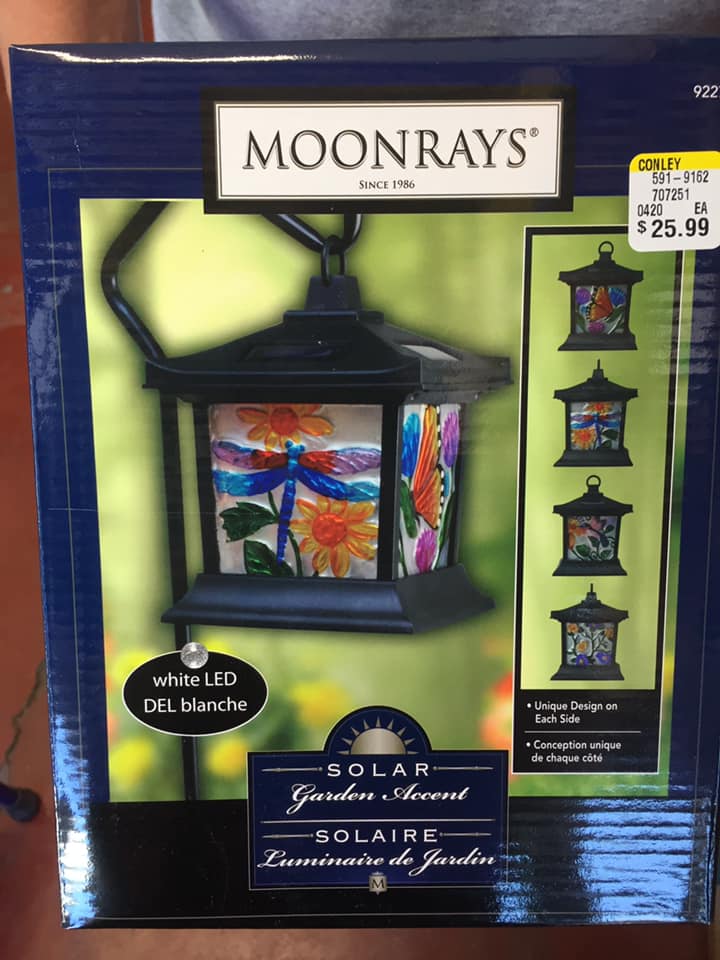 922
MOONRAYS®
SINCE 1986
CONLEY
591-9162
707251
0420 EA
$ 25.99
white LED
DEL blanche
• Unique Design on
Each Side
• Conception unique
de chaque côté
SOLAR
Garden Accent
SOLAIRE
Luminaire de Jardin
M